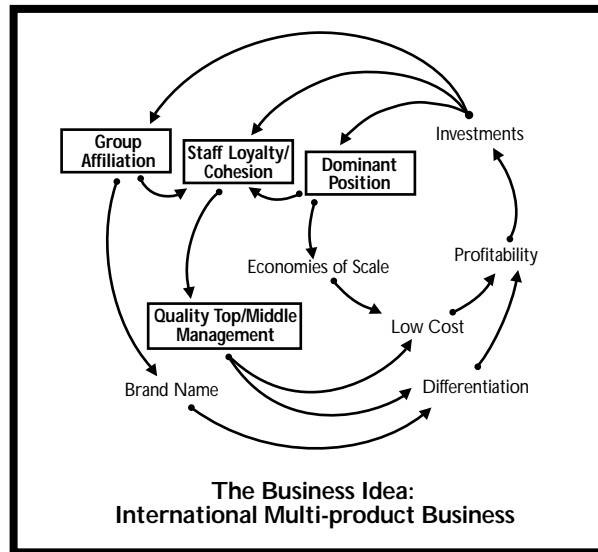 Investments
Group
Affiliation
Staff Loyalty/
Cohesion
Dominant
Position
Profitability
Economies of Scale
Quality Top/Middle
Management
Low Cost
Brand Name
Differentiation
The Business Idea:
International Multi-product Business